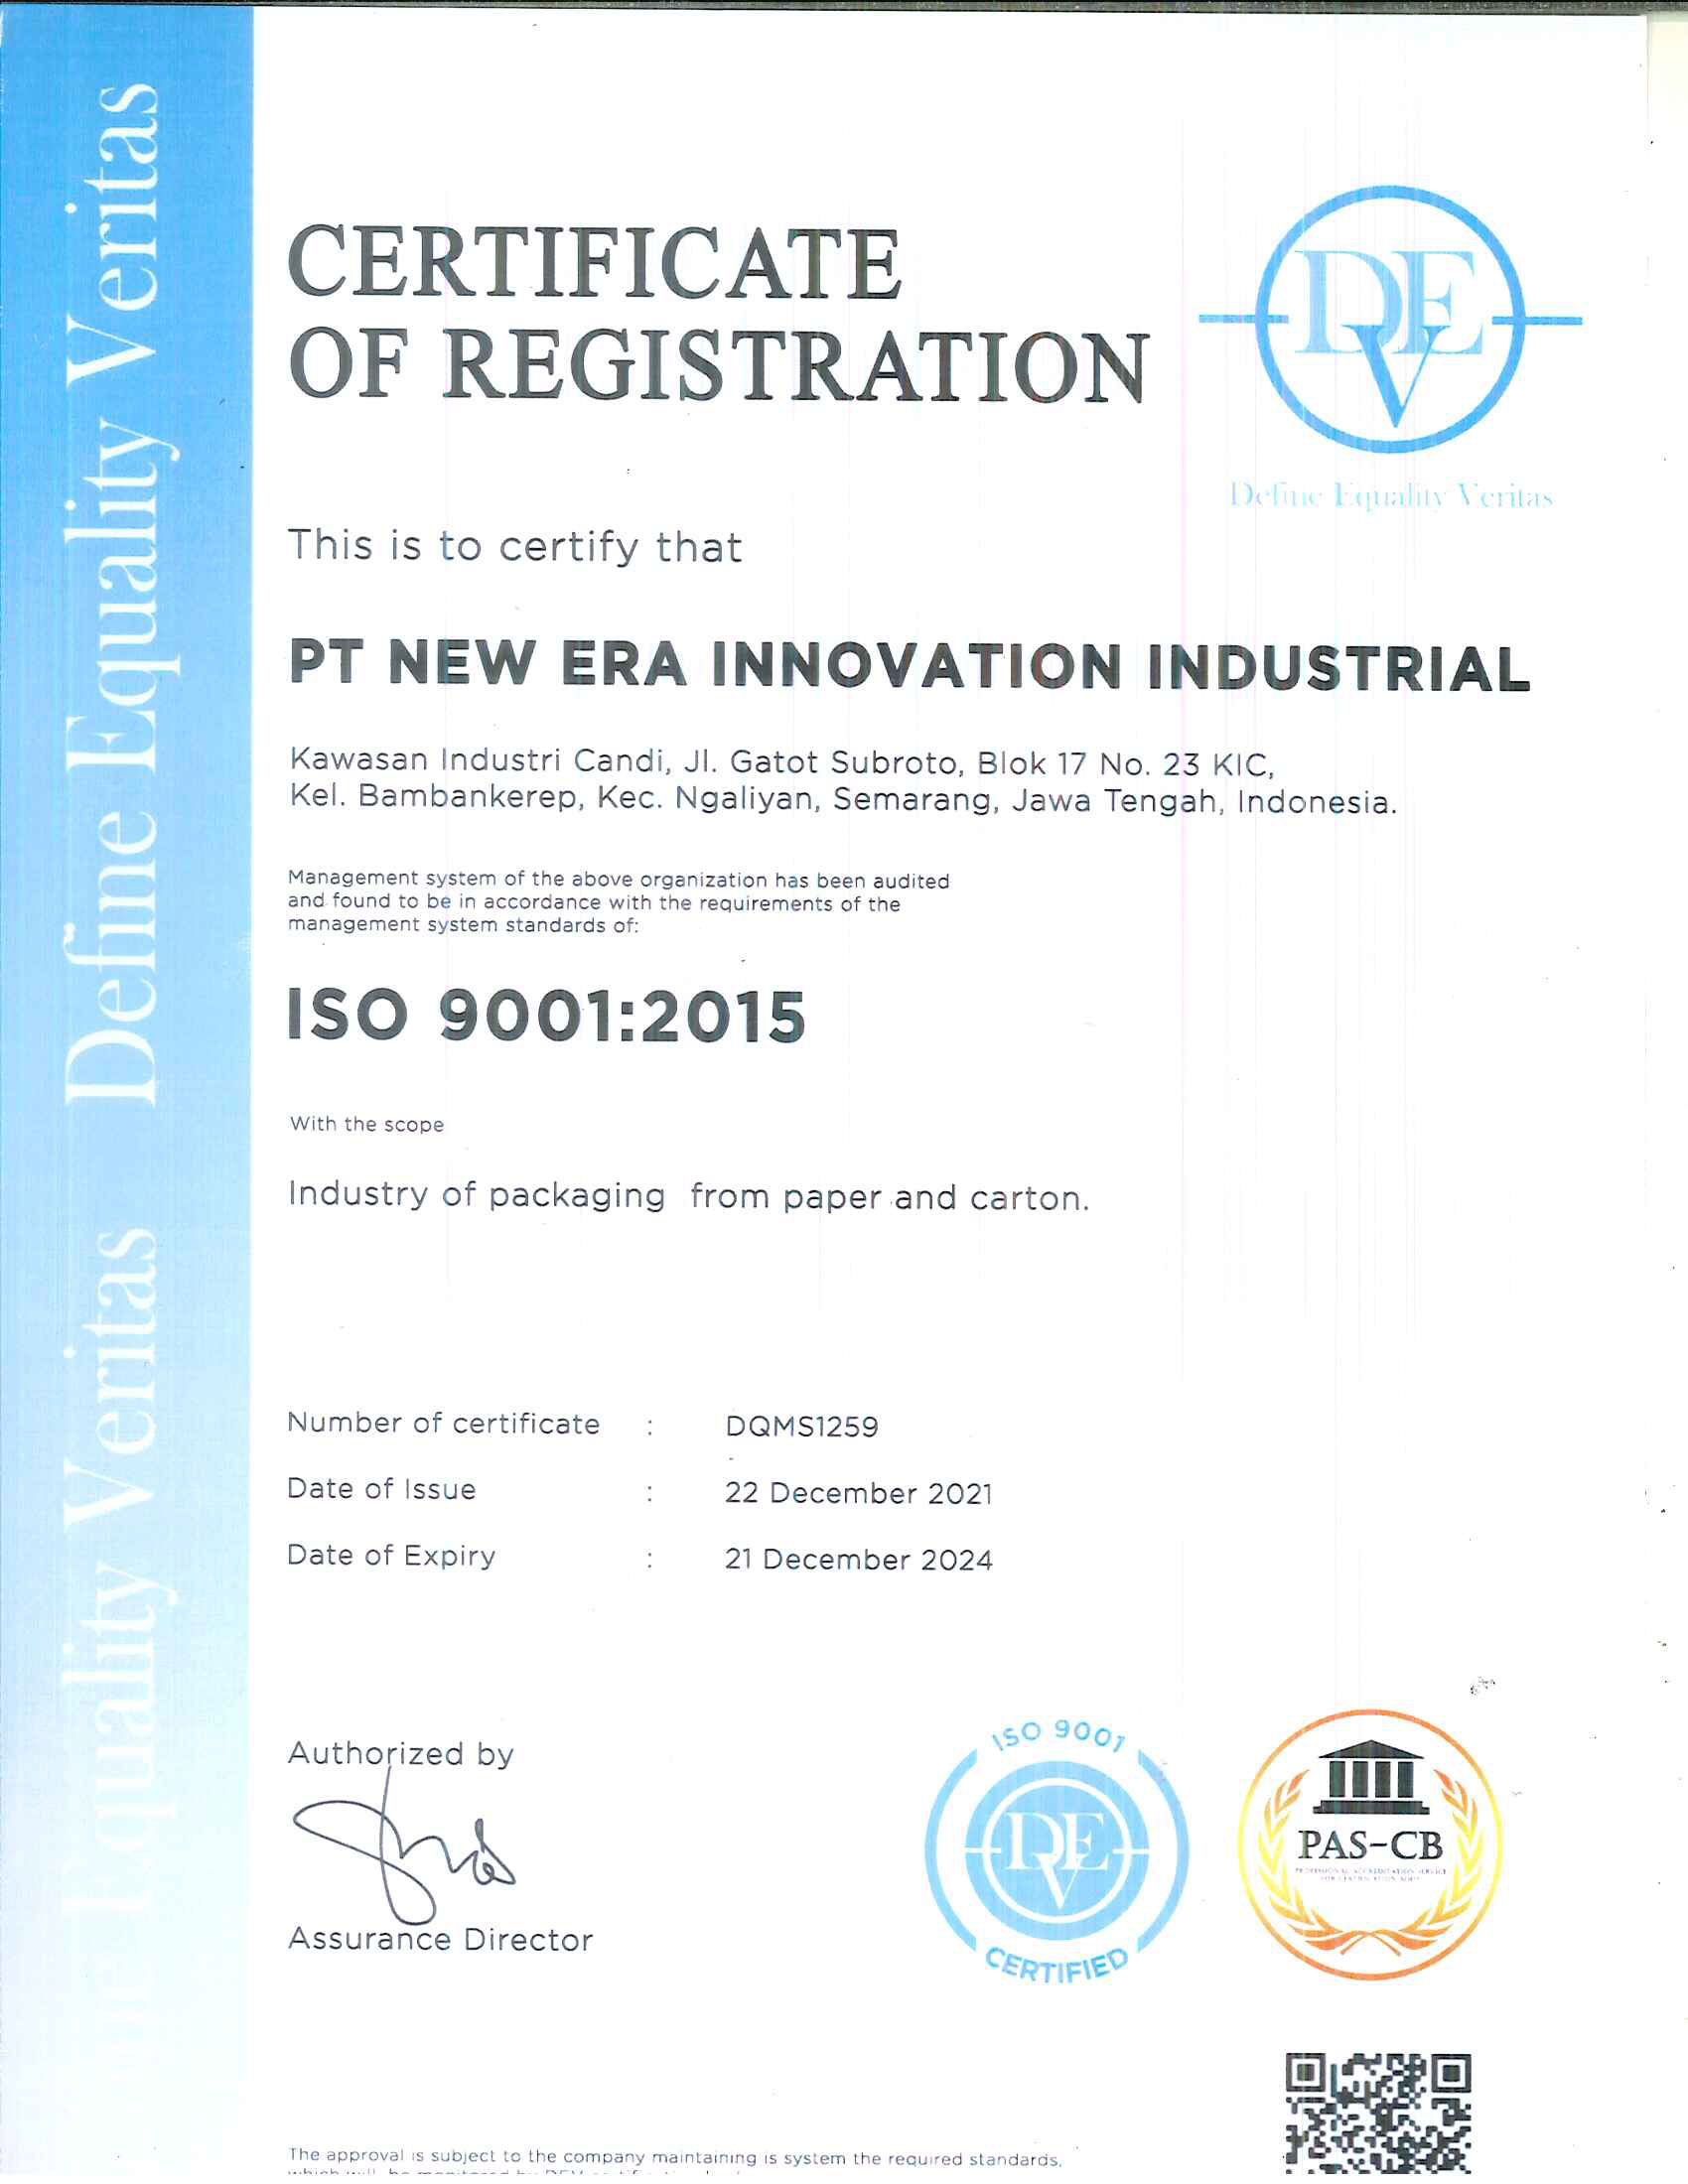 Define Equality Veritas Define Equality Veritas
CERTIFICATE
OF REGISTRATION
DEV
Define Equality Veritas
This is to certify that
PT NEW ERA INNOVATION INDUSTRIAL
Kawasan Industri Candi, Jl. Gatot Subroto, Blok 17 No. 23 KIC,
Kel. Bambankerep, Kec. Ngaliyan, Semarang, Jawa Tengah, Indonesia.
Management system of the above organization has been audited
and found to be in accordance with the requirements of the
management system standards of:
ISO 9001:2015
With the scope
Industry of packaging from paper and carton.
Number of certificate : DQMS1259
Date of Issue : 22 December 2021
Date of Expiry : 21 December 2024
Authorized by
Assurance Director
ISO 9001
DEV
CERTIFIED
PAS-CB
The approval is subject to the company maintaining is system the required standards,